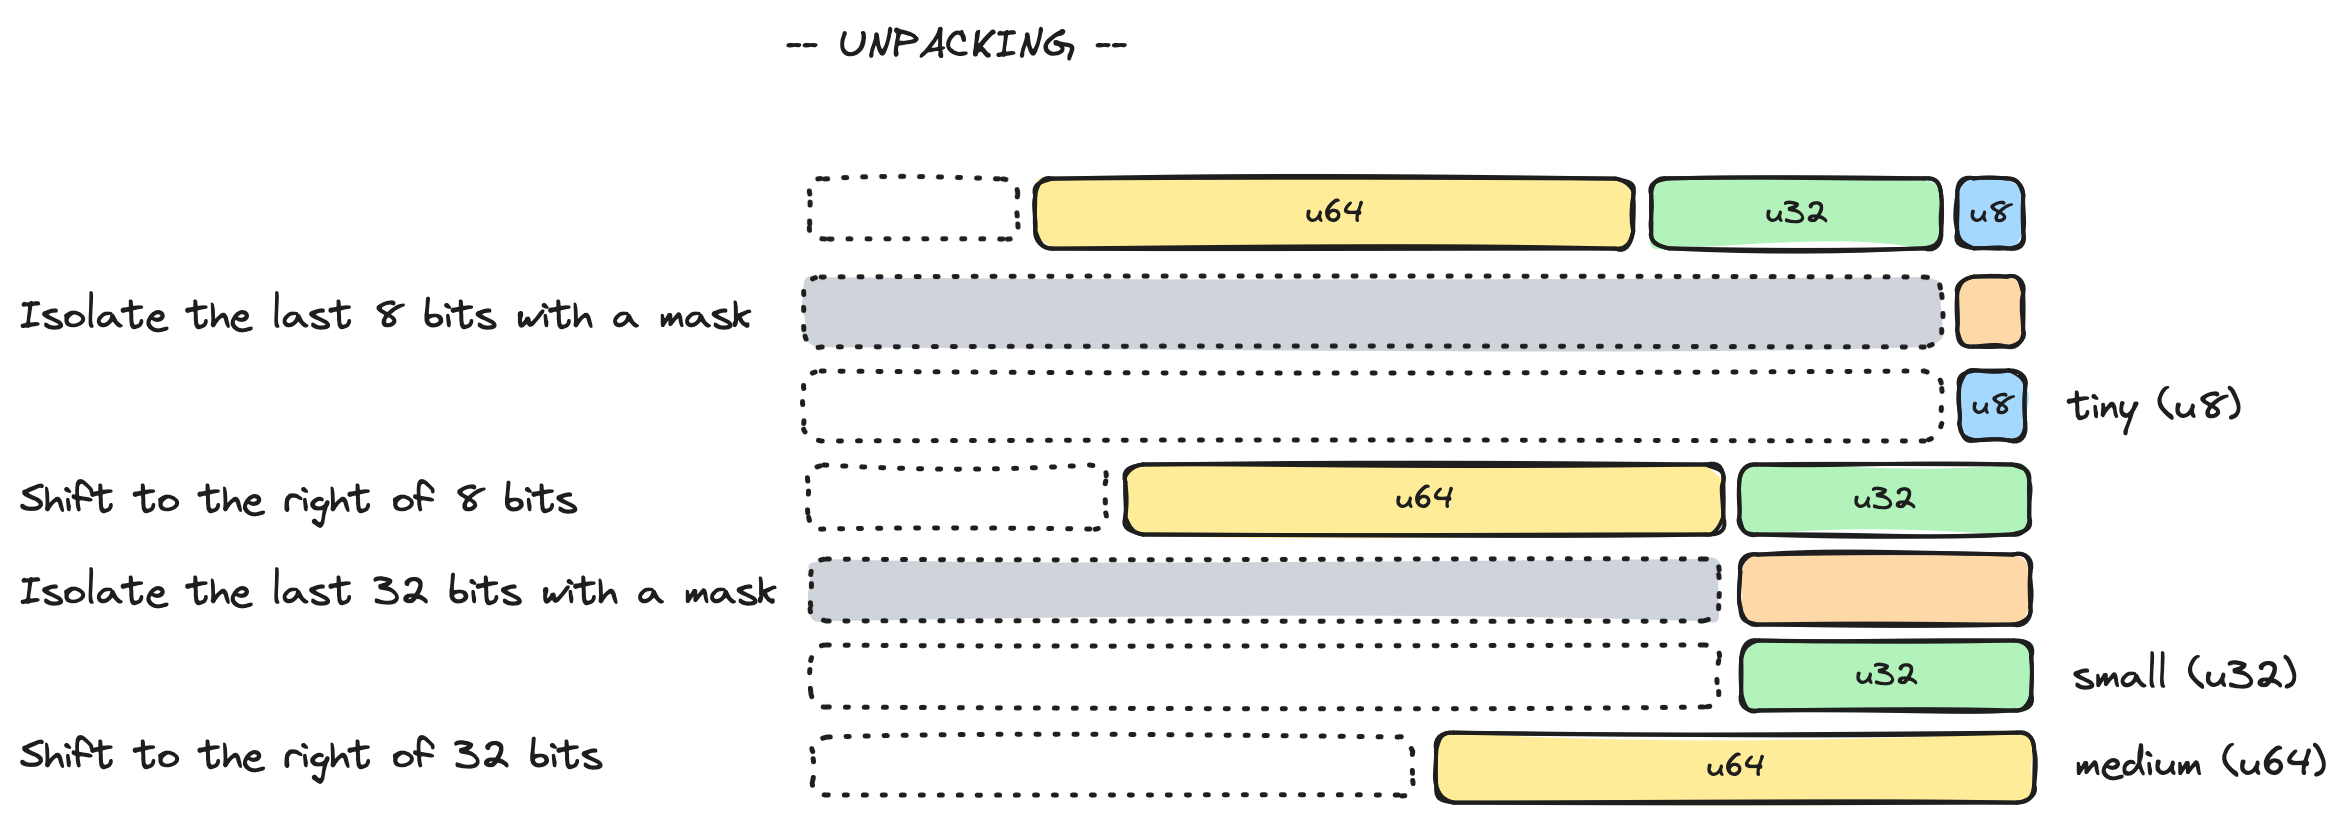 -- UNPACKING --
u64 u32 u8
Isolate the last 8 bits with a mask
u8 tiny (u8)
Shift to the right of 8 bits u64 u32
Isolate the last 32 bits with a mask
u32 small (u32)
Shift to the right of 32 bits u64 medium (u64)